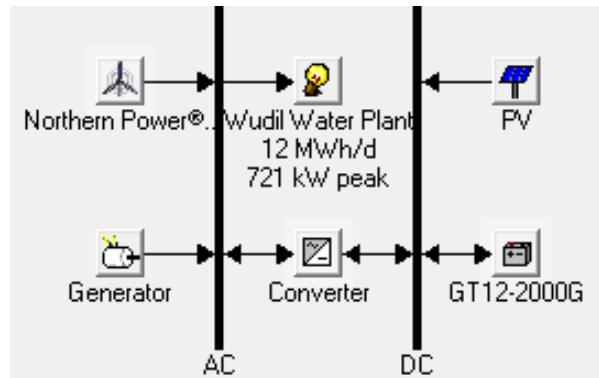 Northern Power®..
Wudil Water Plant
12 MWh/d
721 kW peak
PV
Generator
Converter
GT12-2000G
AC
DC